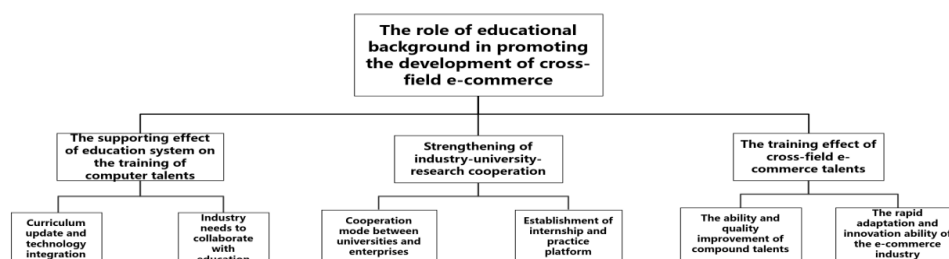 The role of educational
background in promoting
the development of cross-
field e-commerce
The supporting effect
of education system on
the training of
computer talents
Strengthening of
industry-university-
research cooperation
The training effect of
cross-field e-
commerce talents
Curriculum
update and
technology
integration
Industry
needs to
collaborate
with
education
Cooperation
mode between
universities and
enterprises
Establishment of
internship and
practice
platform
The ability and
quality
improvement of
compound talents
The rapid
adaptation and
innovation ability of
the e-commerce
industry